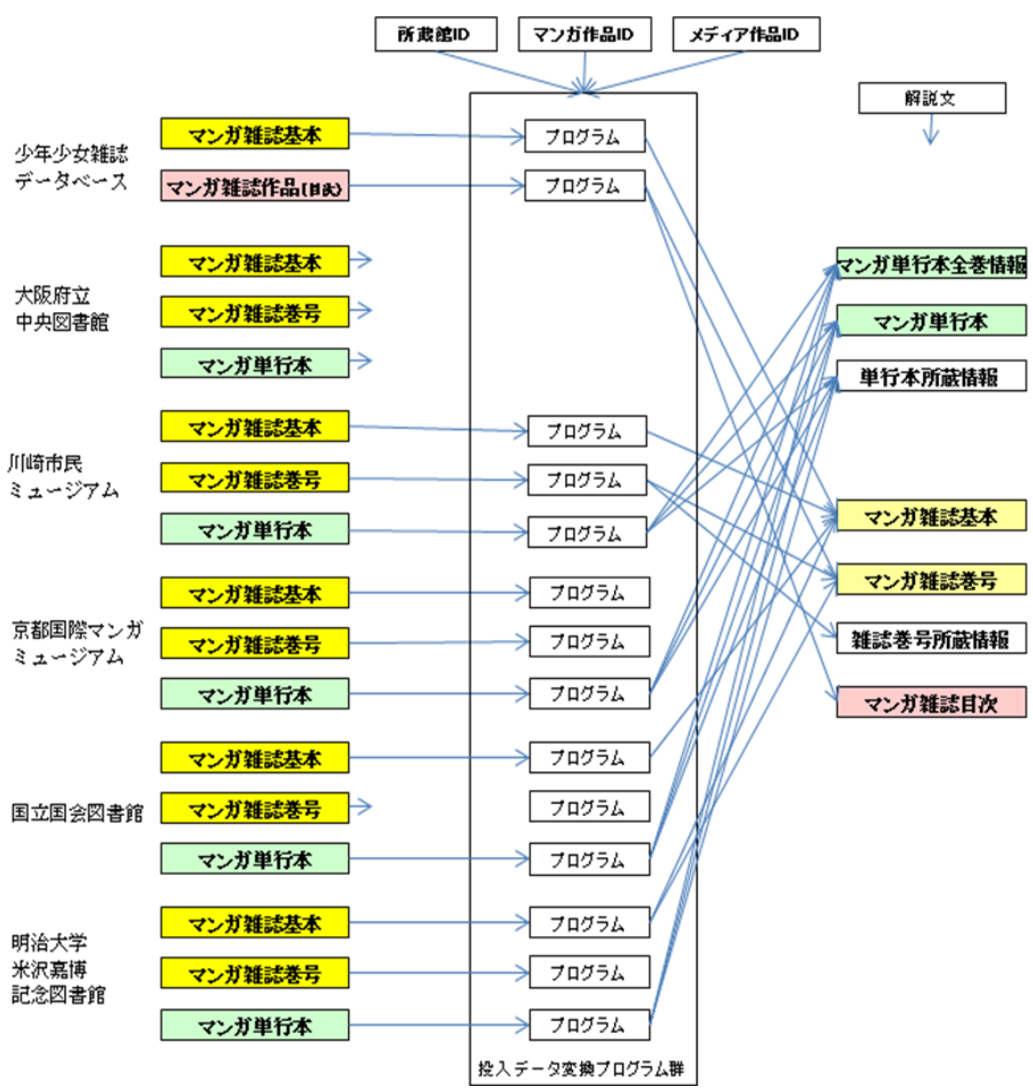 所蔵館ID
マンガ作品ID
メディア作品ID
解説文
少年少女雑誌
データベース
マンガ雑誌基本
プログラム
マンガ雑誌作品(目次)
プログラム
大阪府立
中央図書館
マンガ雑誌基本
マンガ雑誌巻号
マンガ単行本
川崎市民
ミュージアム
マンガ雑誌基本
プログラム
マンガ雑誌巻号
プログラム
マンガ単行本
プログラム
京都国際マンガ
ミュージアム
マンガ雑誌基本
プログラム
マンガ雑誌巻号
プログラム
マンガ単行本
プログラム
国立国会図書館
マンガ雑誌基本
プログラム
マンガ雑誌巻号
プログラム
マンガ単行本
プログラム
明治大学
米沢嘉博
記念図書館
マンガ雑誌基本
プログラム
マンガ雑誌巻号
プログラム
マンガ単行本
プログラム
投入データ変換プログラム群
マンガ単行本全巻情報
マンガ単行本
単行本所蔵情報
マンガ雑誌基本
マンガ雑誌巻号
雑誌巻号所蔵情報
マンガ雑誌目次